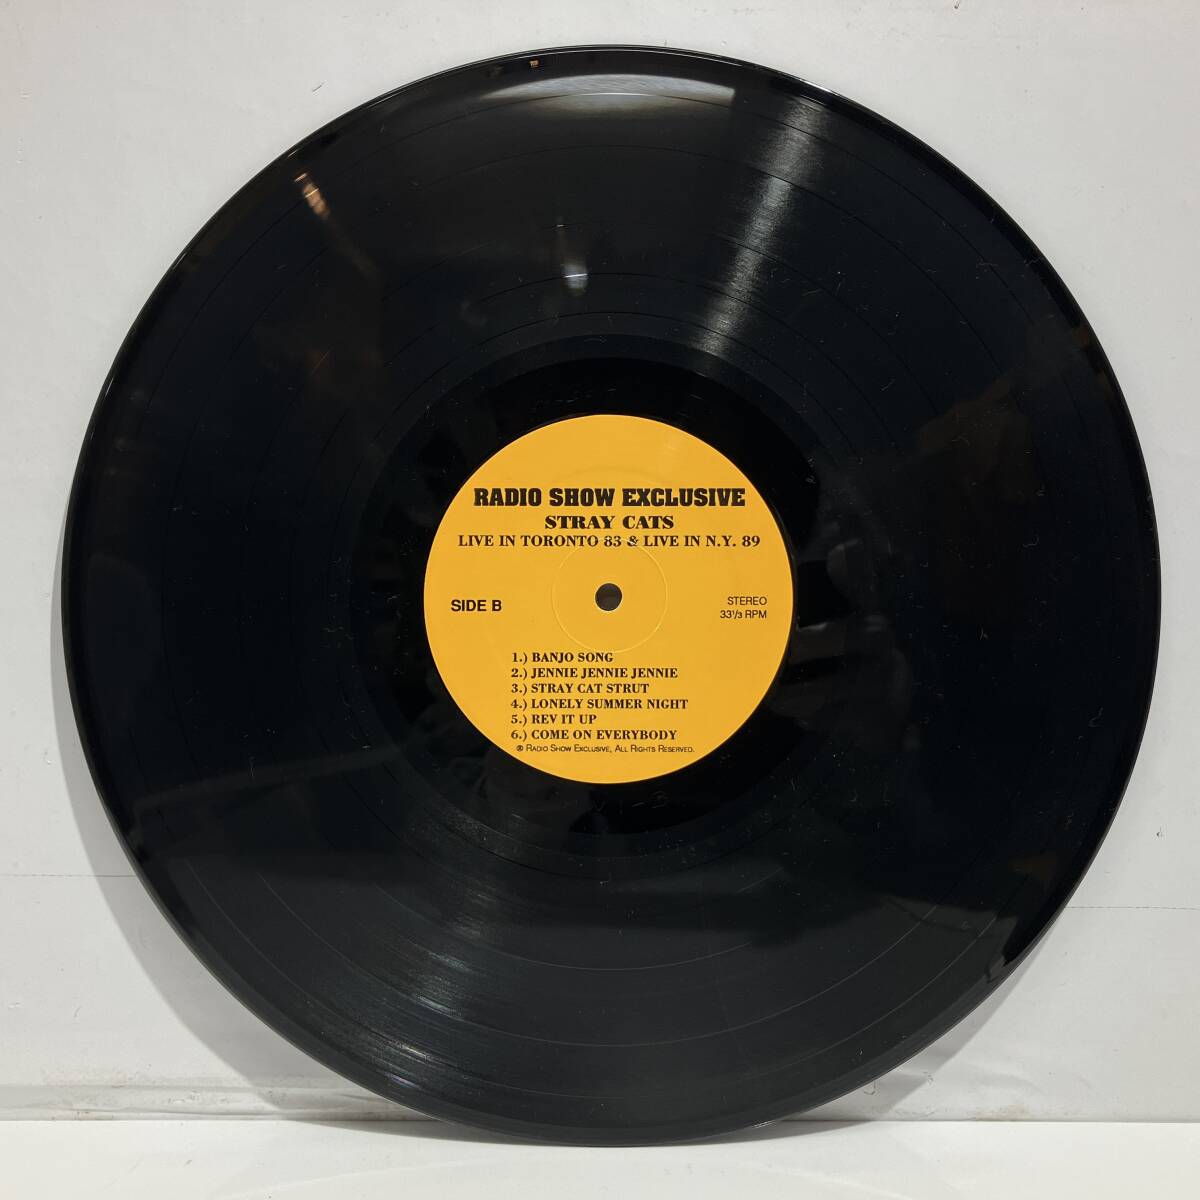 RADIO SHOW EXCLUSIVE
STRAY CATS
LIVE IN TORONTO 83 & LIVE IN N.Y. 89
SIDE B
STEREO
33⅓ RPM
1.) BANJO SONG
2.) JENNIE JENNIE JENNIE
3.) STRAY CAT STRUT
4.) LONELY SUMMER NIGHT
5.) REV IT UP
6.) COME ON EVERYBODY
℗ RADIO SHOW EXCLUSIVE, ALL RIGHTS RESERVED.